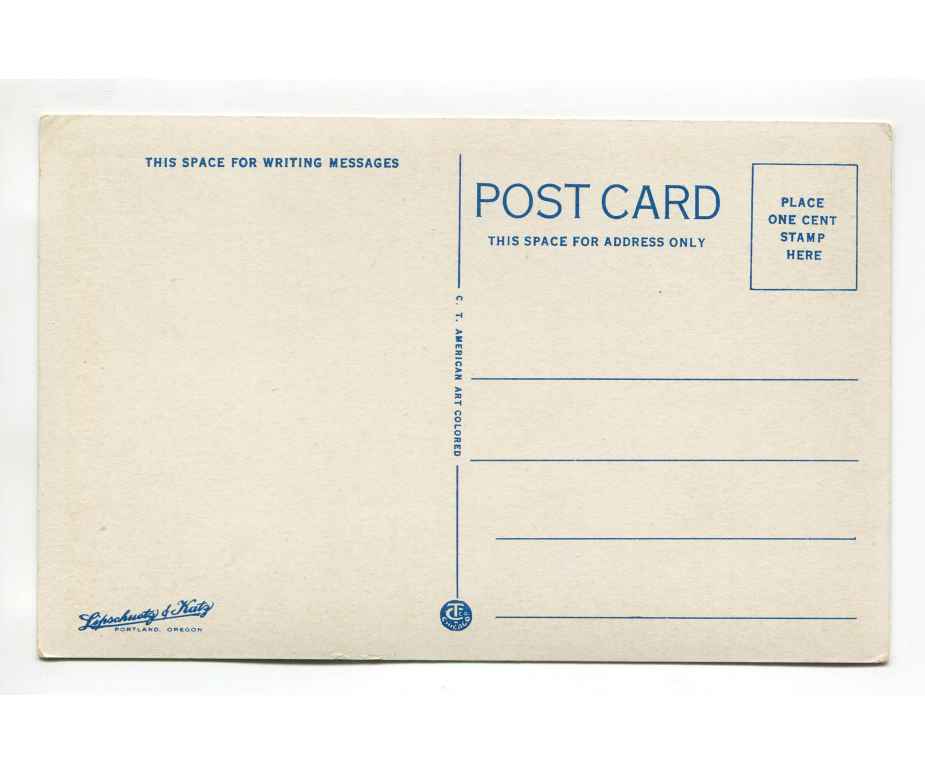 THIS SPACE FOR WRITING MESSAGES
POST CARD
THIS SPACE FOR ADDRESS ONLY
PLACE
ONE CENT
STAMP
HERE
C. T. AMERICAN ART COLORED
Lipschuetz & Katz
PORTLAND, OREGON
CT
CHICAGO